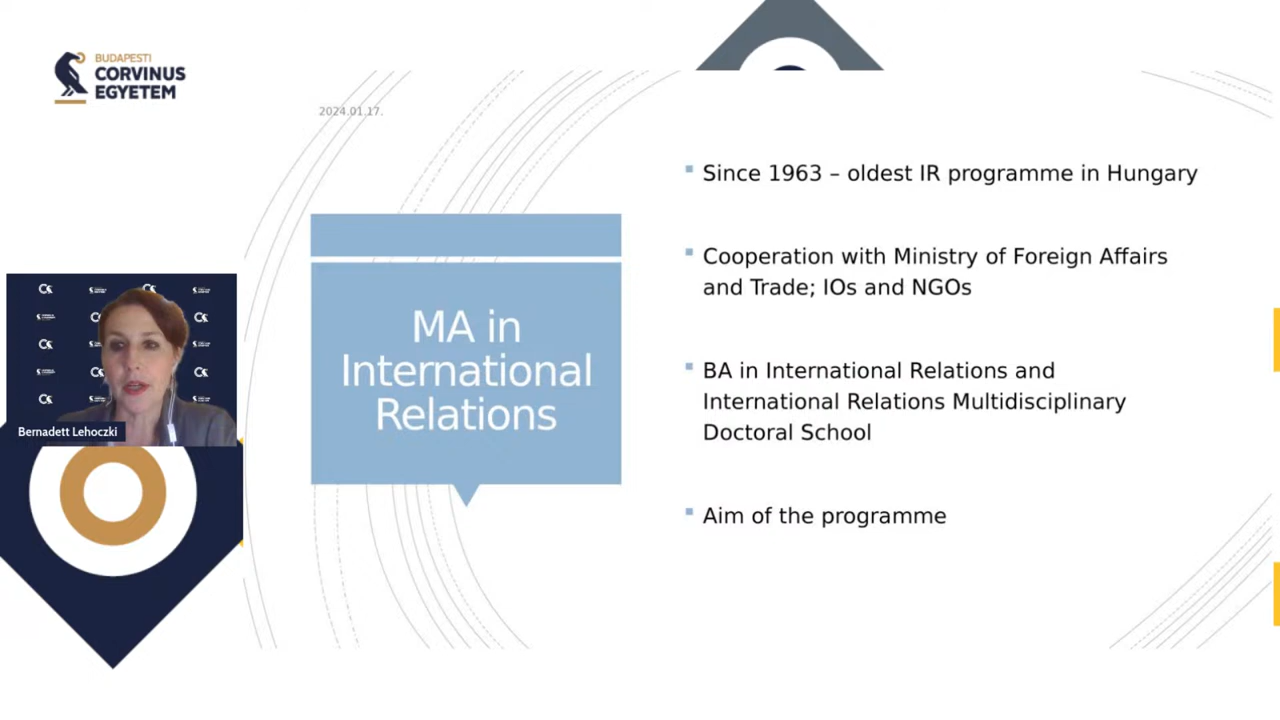 BUDAPESTI
CORVINUS
EGYETEM
2024.01.17.
MA in
International
Relations
Since 1963 – oldest IR programme in Hungary
Cooperation with Ministry of Foreign Affairs
and Trade; IOs and NGOs
BA in International Relations and
International Relations Multidisciplinary
Doctoral School
Aim of the programme
Bernadett Lehoczki